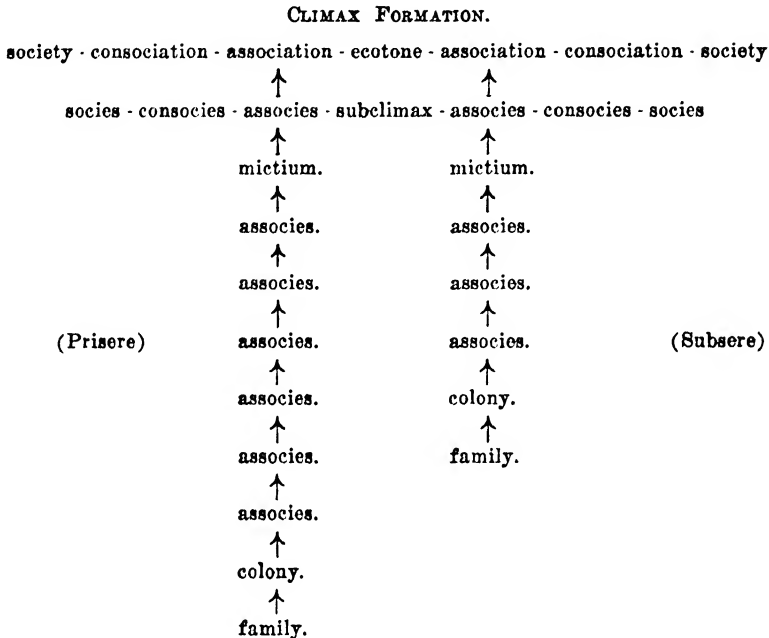 CLIMAX FORMATION.
society - consociation - association - ecotone - association - consociation - society
socies - consocies - associes - subclimax - associes - consocies - socies
mictium. mictium.
associes. associes.
associes. associes.
(Prisere) associes. associes. (Subsere)
associes. colony.
associes. family.
associes.
colony.
family.